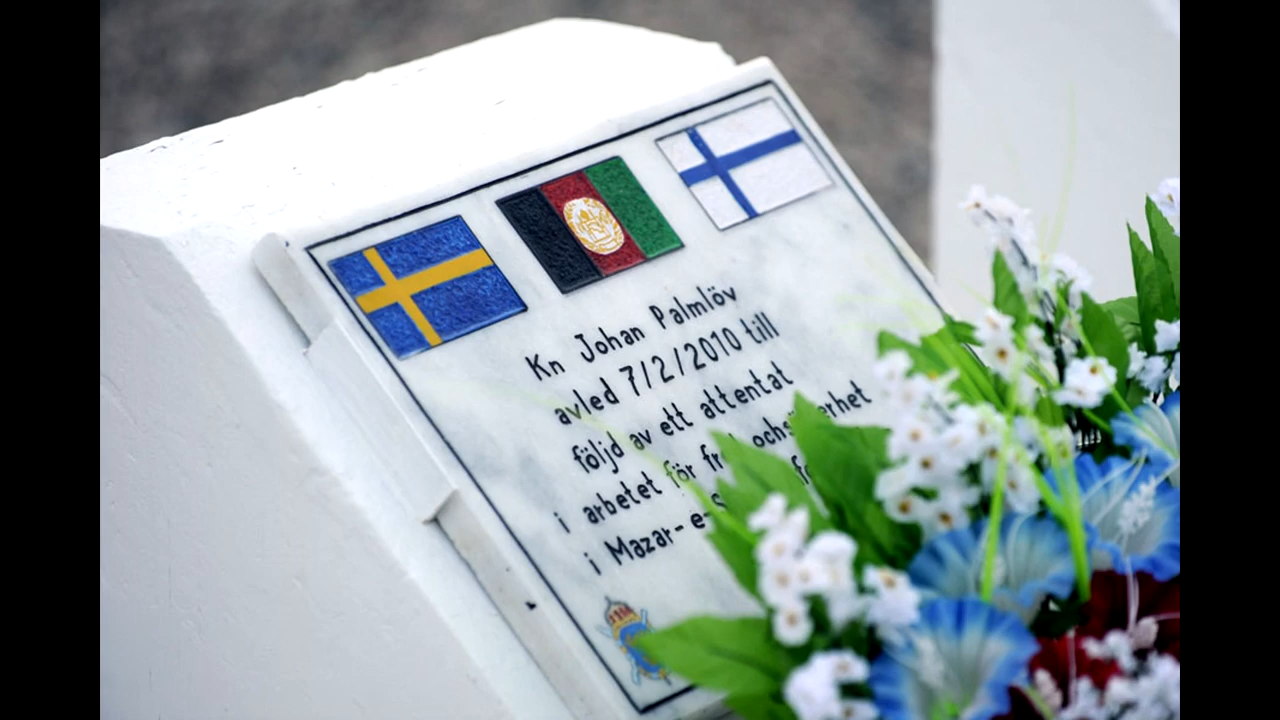 Kn Johan Palmlöv
avled 7/2/2010 till
följd av ett attentat
i arbetet för
i Mazar-e-